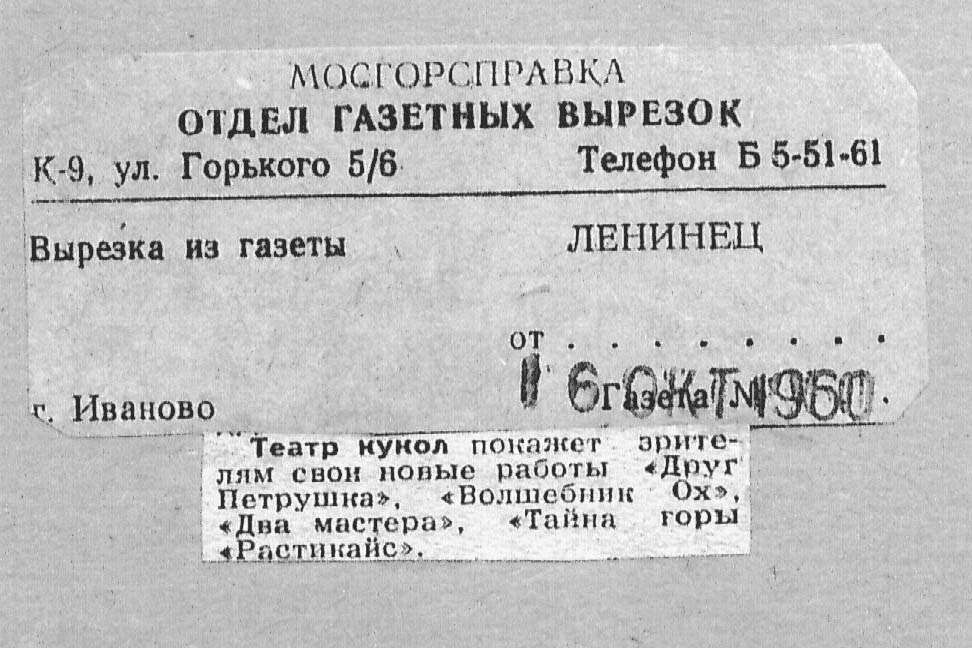 МОСГОРСПРАВКА
ОТДЕЛ ГАЗЕТНЫХ ВЫРЕЗОК
К-9, ул. Горького 5/6 Телефон Б 5-51-61
Вырезка из газеты ЛЕНИНЕЦ
от . . . . . . . .
1 6 ОКТ 1960
г. Иваново Газета № .
Театр кукол покажет зрите-
лям свои новые работы «Друг
Петрушка», «Волшебник Ох»,
«Два мастера», «Тайна горы
«Растикайс».